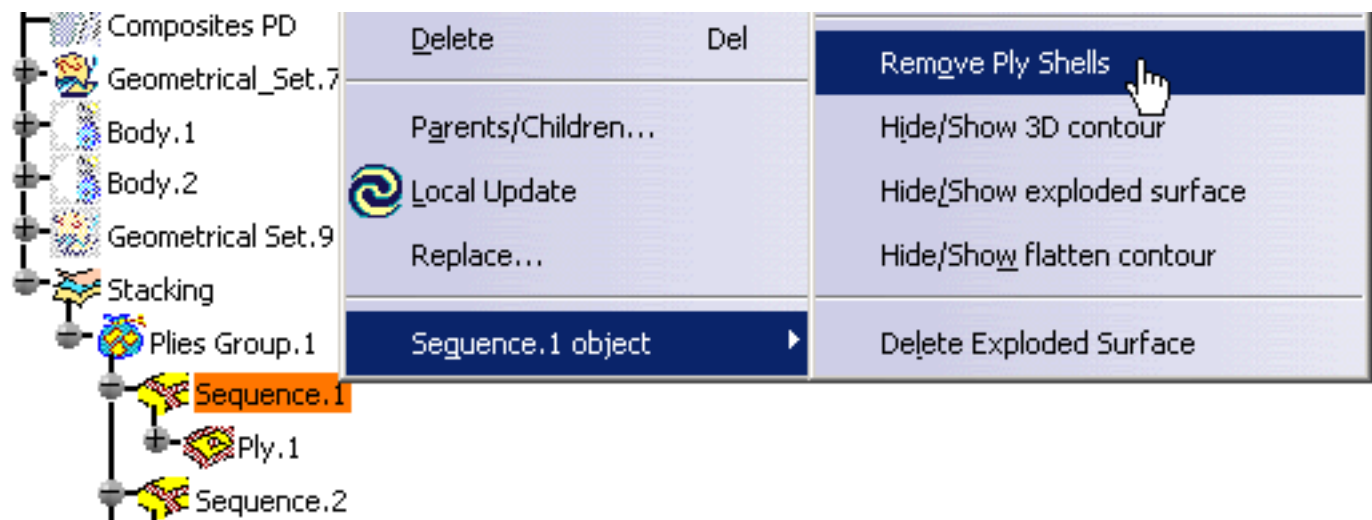 Composites PD
Geometrical_Set.7
Body.1
Body.2
Geometrical Set.9
Stacking
Plies Group.1
Sequence.1
Ply.1
Sequence.2
Delete Del
Parents/Children...
Local Update
Replace...
Sequence.1 object
Remove Ply Shells
Hide/Show 3D contour
Hide/Show exploded surface
Hide/Show flatten contour
Delete Exploded Surface